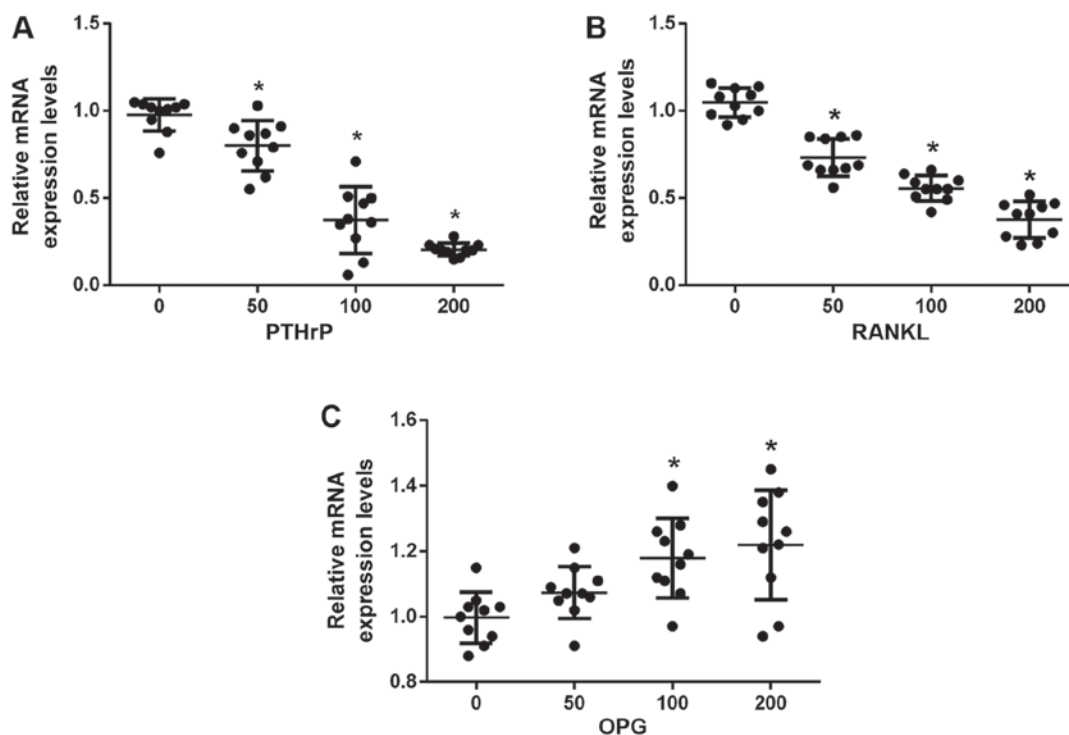 A
Relative mRNA
expression levels
1.5
1.0
0.5
0.0
*
*
*
0 50 100 200
PTHrP
B
Relative mRNA
expression levels
1.5
1.0
0.5
0.0
*
*
*
0 50 100 200
RANKL
C
Relative mRNA
expression levels
1.6
1.4
1.2
1.0
0.8
*
*
0 50 100 200
OPG